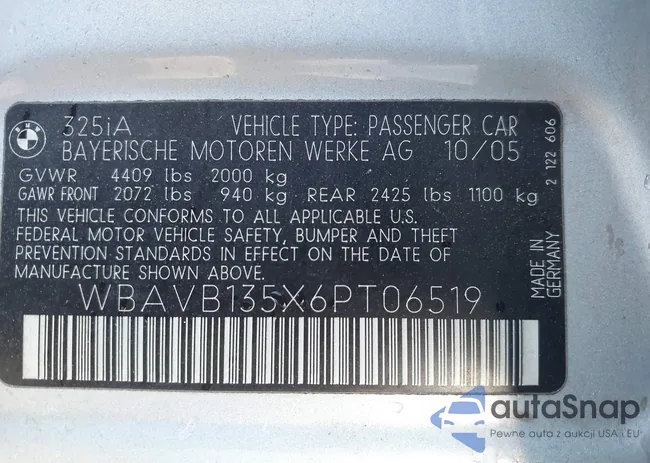 BMW
325iA VEHICLE TYPE: PASSENGER CAR
BAYERISCHE MOTOREN WERKE AG 10/05
GVWR 4409 lbs 2000 kg
GAWR FRONT 2072 lbs 940 kg REAR 2425 lbs 1100 kg
THIS VEHICLE CONFORMS TO ALL APPLICABLE U.S.
FEDERAL MOTOR VEHICLE SAFETY, BUMPER AND THEFT
PREVENTION STANDARDS IN EFFECT ON THE DATE OF
MANUFACTURE SHOWN ABOVE.
WBAVB135X6PT06519
2 122 606
MADE IN
GERMANY
autaSnap
Pewne auta z aukcji USA i EU